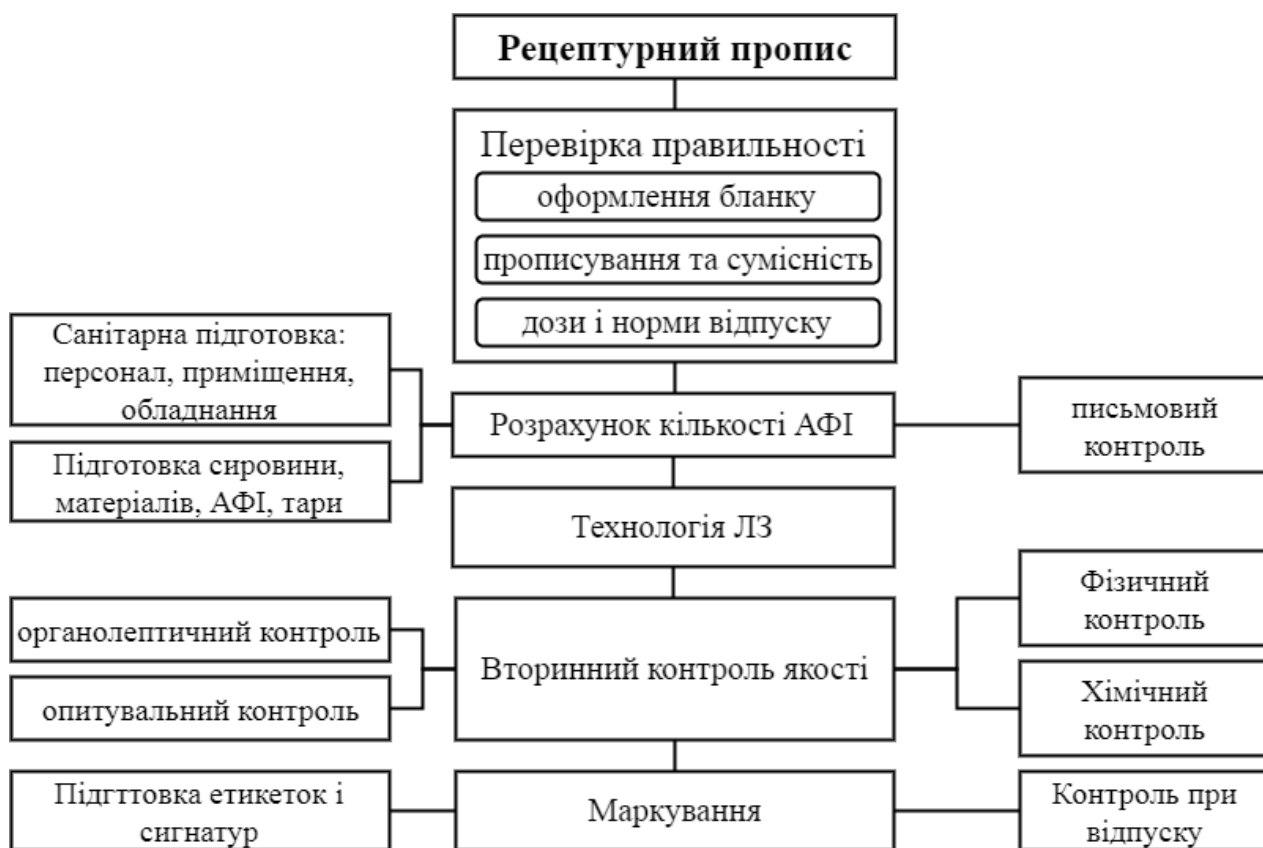 Рецептурний пропис
Перевірка правильності
оформлення бланку
прописування та сумісність
дози і норми відпуску
Санітарна підготовка:
персонал, приміщення,
обладнання
Підготовка сировини,
матеріалів, АФІ, тари
Розрахунок кількості АФІ
письмовий
контроль
Технологія ЛЗ
органолептичний контроль
опитувальний контроль
Вторинний контроль якості
Фізичний
контроль
Хімічний
контроль
Підгттовка етикеток і
сигнатур
Маркування
Контроль при
відпуску